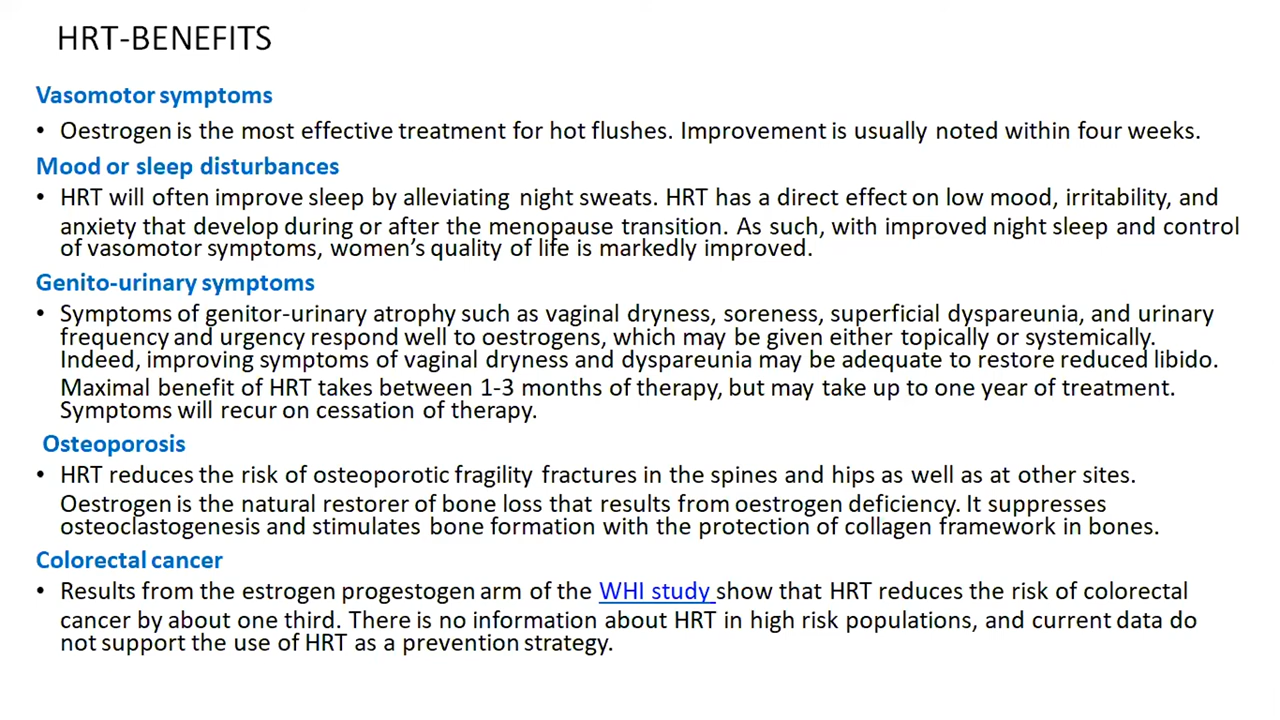 HRT-BENEFITS
Vasomotor symptoms
• Oestrogen is the most effective treatment for hot flushes. Improvement is usually noted within four weeks.
Mood or sleep disturbances
• HRT will often improve sleep by alleviating night sweats. HRT has a direct effect on low mood, irritability, and
anxiety that develop during or after the menopause transition. As such, with improved night sleep and control
of vasomotor symptoms, women’s quality of life is markedly improved.
Genito-urinary symptoms
• Symptoms of genitor-urinary atrophy such as vaginal dryness, soreness, superficial dyspareunia, and urinary
frequency and urgency respond well to oestrogens, which may be given either topically or systemically.
Indeed, improving symptoms of vaginal dryness and dyspareunia may be adequate to restore reduced libido.
Maximal benefit of HRT takes between 1-3 months of therapy, but may take up to one year of treatment.
Symptoms will recur on cessation of therapy.
Osteoporosis
• HRT reduces the risk of osteoporotic fragility fractures in the spines and hips as well as at other sites.
Oestrogen is the natural restorer of bone loss that results from oestrogen deficiency. It suppresses
osteoclastogenesis and stimulates bone formation with the protection of collagen framework in bones.
Colorectal cancer
• Results from the estrogen progestogen arm of the WHI study show that HRT reduces the risk of colorectal
cancer by about one third. There is no information about HRT in high risk populations, and current data do
not support the use of HRT as a prevention strategy.